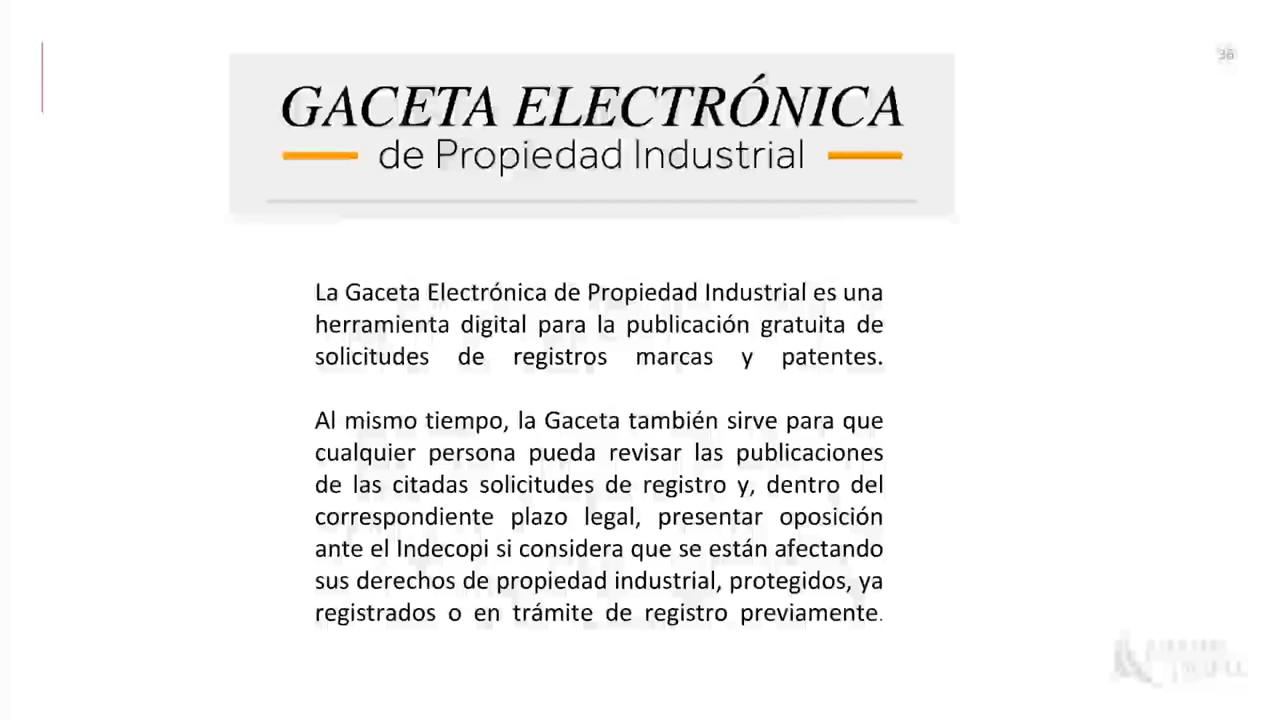 36
GACETA ELECTRÓNICA
de Propiedad Industrial
La Gaceta Electrónica de Propiedad Industrial es una
herramienta digital para la publicación gratuita de
solicitudes de registros marcas y patentes.
Al mismo tiempo, la Gaceta también sirve para que
cualquier persona pueda revisar las publicaciones
de las citadas solicitudes de registro y, dentro del
correspondiente plazo legal, presentar oposición
ante el Indecopi si considera que se están afectando
sus derechos de propiedad industrial, protegidos, ya
registrados o en trámite de registro previamente.